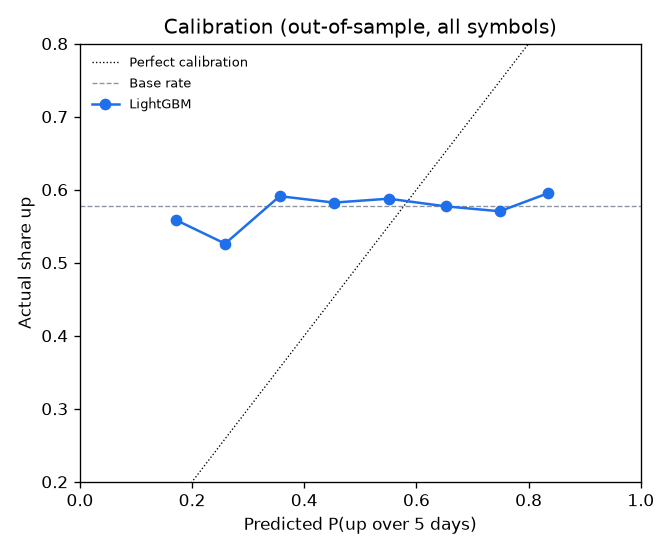 Calibration (out-of-sample, all symbols)
Perfect calibration
Base rate
LightGBM
Actual share up
0.8
0.7
0.6
0.5
0.4
0.3
0.2
0.0 0.2 0.4 0.6 0.8 1.0
Predicted P(up over 5 days)